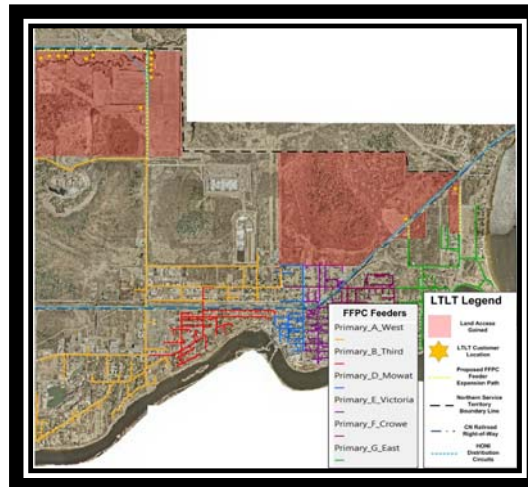 FFPC Feeders
Primary_A_West
Primary_B_Third
Primary_D_Mowat
Primary_E_Victoria
Primary_F_Crowe
Primary_G_East
LTLT Legend
Land Access
Gained
LTLT Customer
Location
Proposed FFPC
Feeder
Expansion Path
Northern Service
Territory
Boundary Line
CN Railroad
Right-of-Way
HONI
Distribution
Circuits